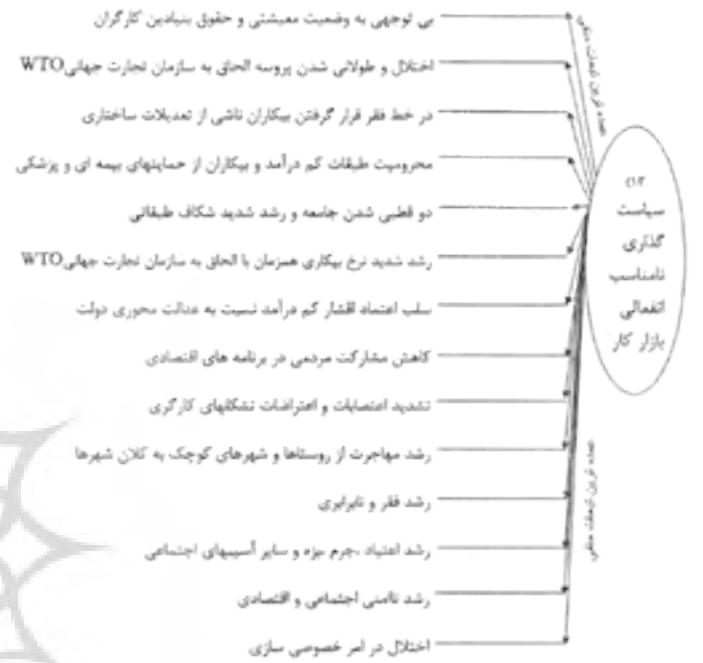 عمده ترین تبعات منفی
۱۳)
سیاست
گذاری
نامناسب
انفعالی
بازار کار
بی توجهی به وضعیت معیشتی و حقوق بنیادین کارگران
اختلال و طولانی شدن پروسه الحاق به سازمان تجارت جهانیWTO
در خط فقر قرار گرفتن بیکاران ناشی از تعدیلات ساختاری
محرومیت طبقات کم درآمد و بیکاران از حمایتهای بیمه ای و پزشکی
دو قطبی شدن جامعه و رشد شدید شکاف طبقاتی
رشد شدید نرخ بیکاری همزمان با الحاق به سازمان تجارت جهانیWTO
سلب اعتماد اقشار کم درآمد نسبت به عدالت محوری دولت
کاهش مشارکت مردمی در برنامه های اقتصادی
تشدید اعتصابات و اعتراضات تشکلهای کارگری
رشد مهاجرت از روستاها و شهرهای کوچک به کلان شهرها
رشد فقر و نابرابری
رشد اعتیاد ،جرم بزه و سایر آسیبهای اجتماعی
رشد ناامنی اجتماعی و اقتصادی
اختلال در امر خصوصی سازی
عمده ترین تبعات منفی